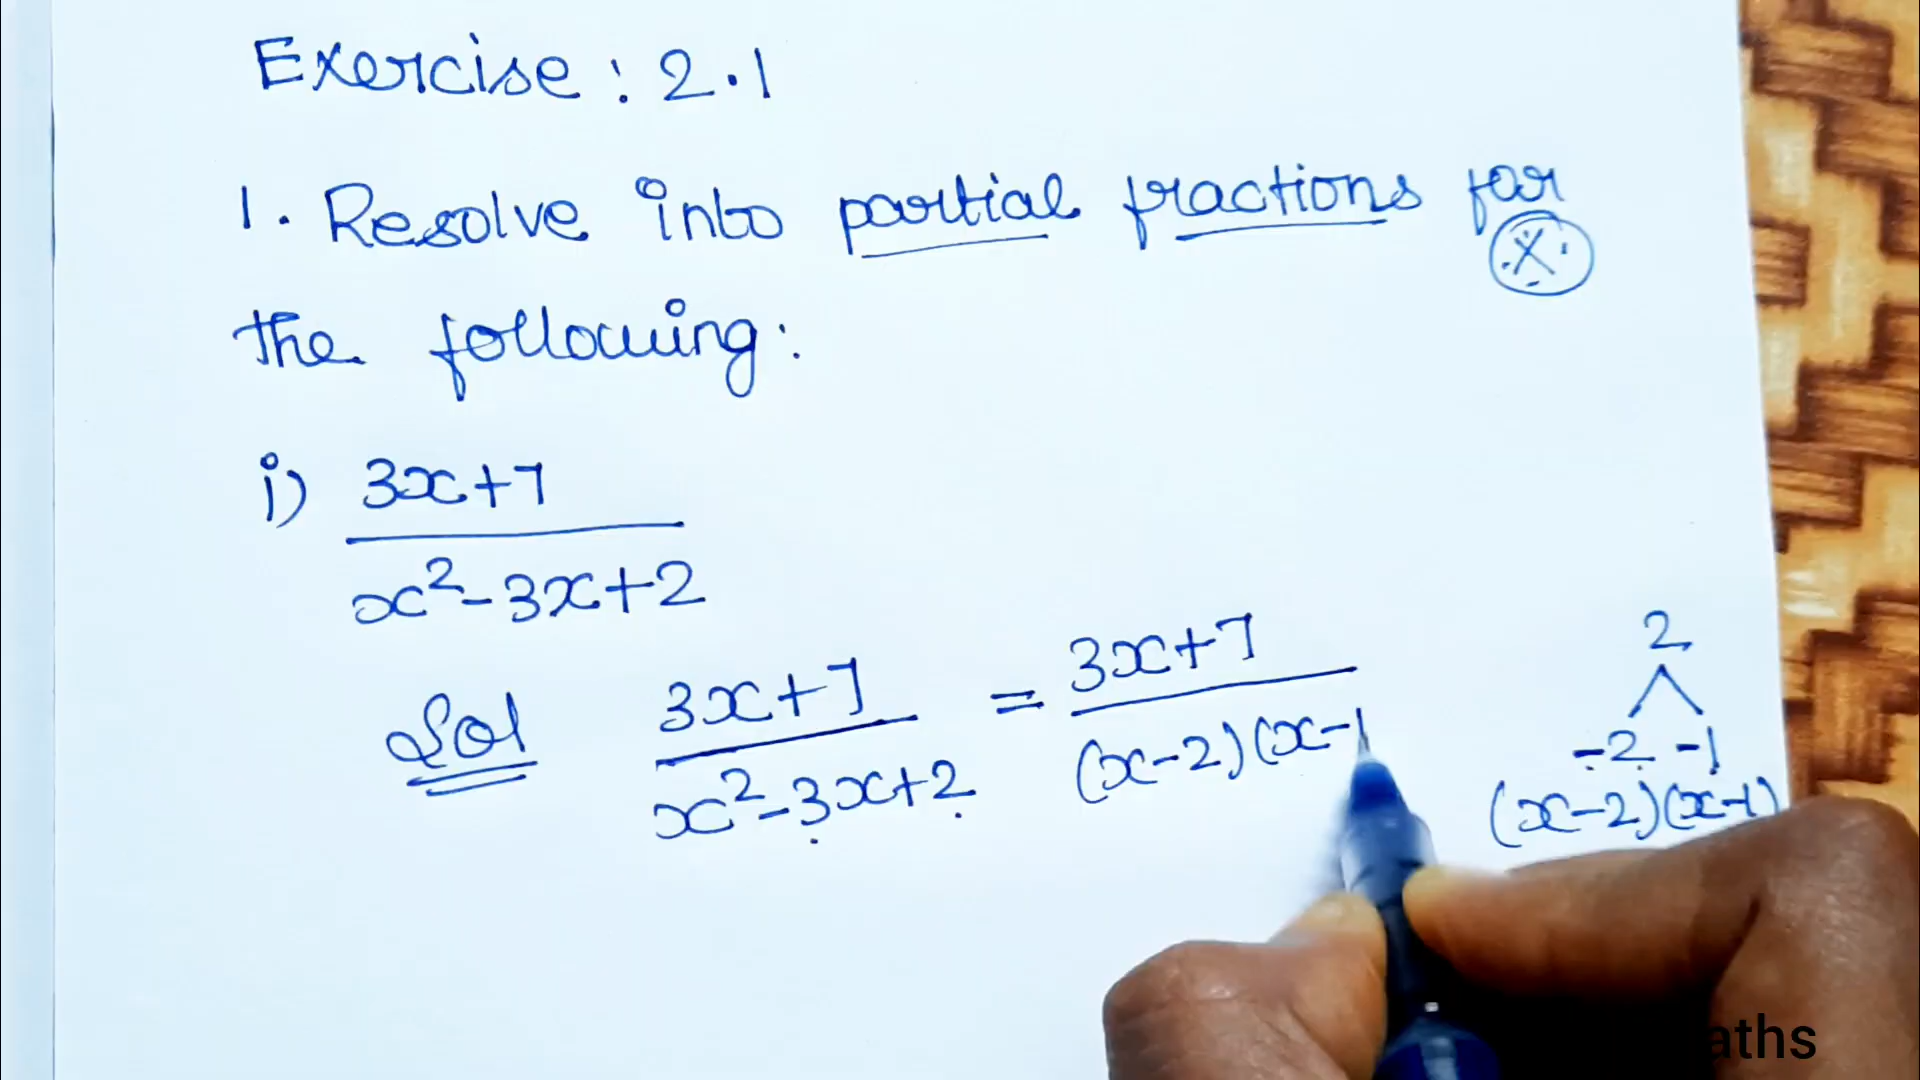 Exercise : 2.1
1. Resolve into partial fractions for
x
the following:
i) 3x+7
x²-3x+2
Sol 3x+7 = 3x+7
x²-3x+2 (x-2)(x-1
2
-2 -1
(x-2)(x-1)
aths